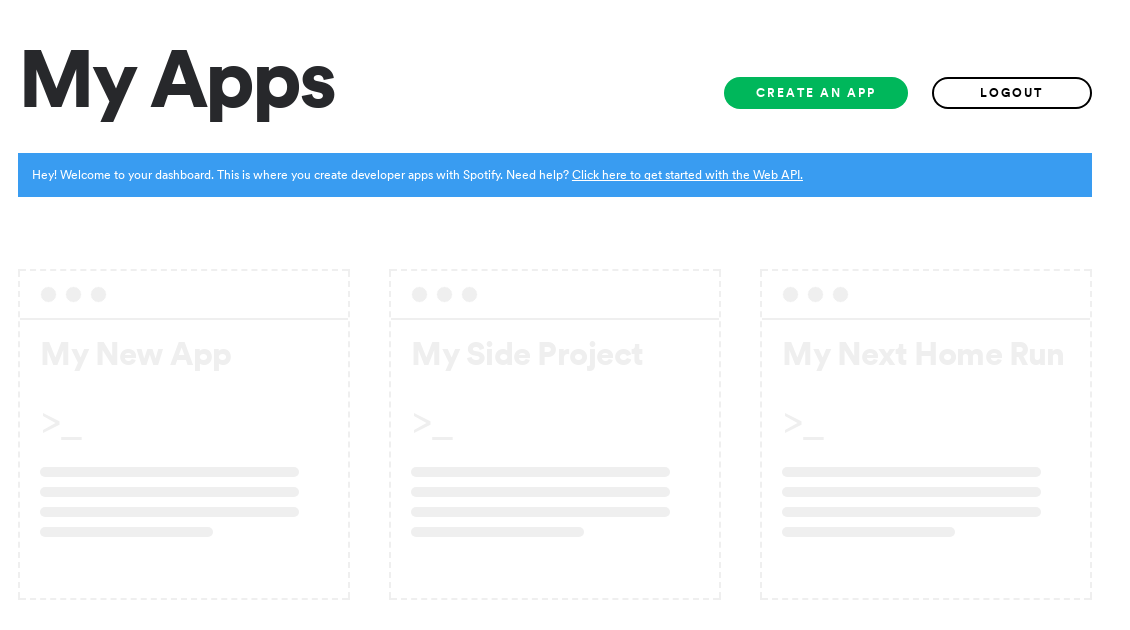 My Apps
CREATE AN APP
LOGOUT
Hey! Welcome to your dashboard. This is where you create developer apps with Spotify. Need help? Click here to get started with the Web API.
My New App
>_
My Side Project
>_
My Next Home Run
>_